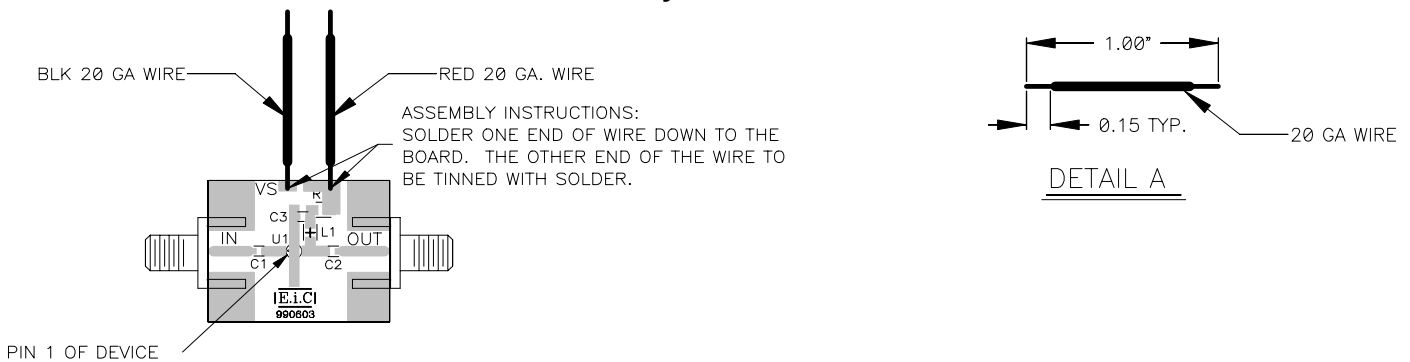 BLK 20 GA WIRE
RED 20 GA. WIRE
ASSEMBLY INSTRUCTIONS:
SOLDER ONE END OF WIRE DOWN TO THE
BOARD. THE OTHER END OF THE WIRE TO
BE TINNED WITH SOLDER.
VS
R
C3
L1
IN
U1
OUT
C1
C2
E.i.C
990603
PIN 1 OF DEVICE
1.00"
0.15 TYP.
20 GA WIRE
DETAIL A